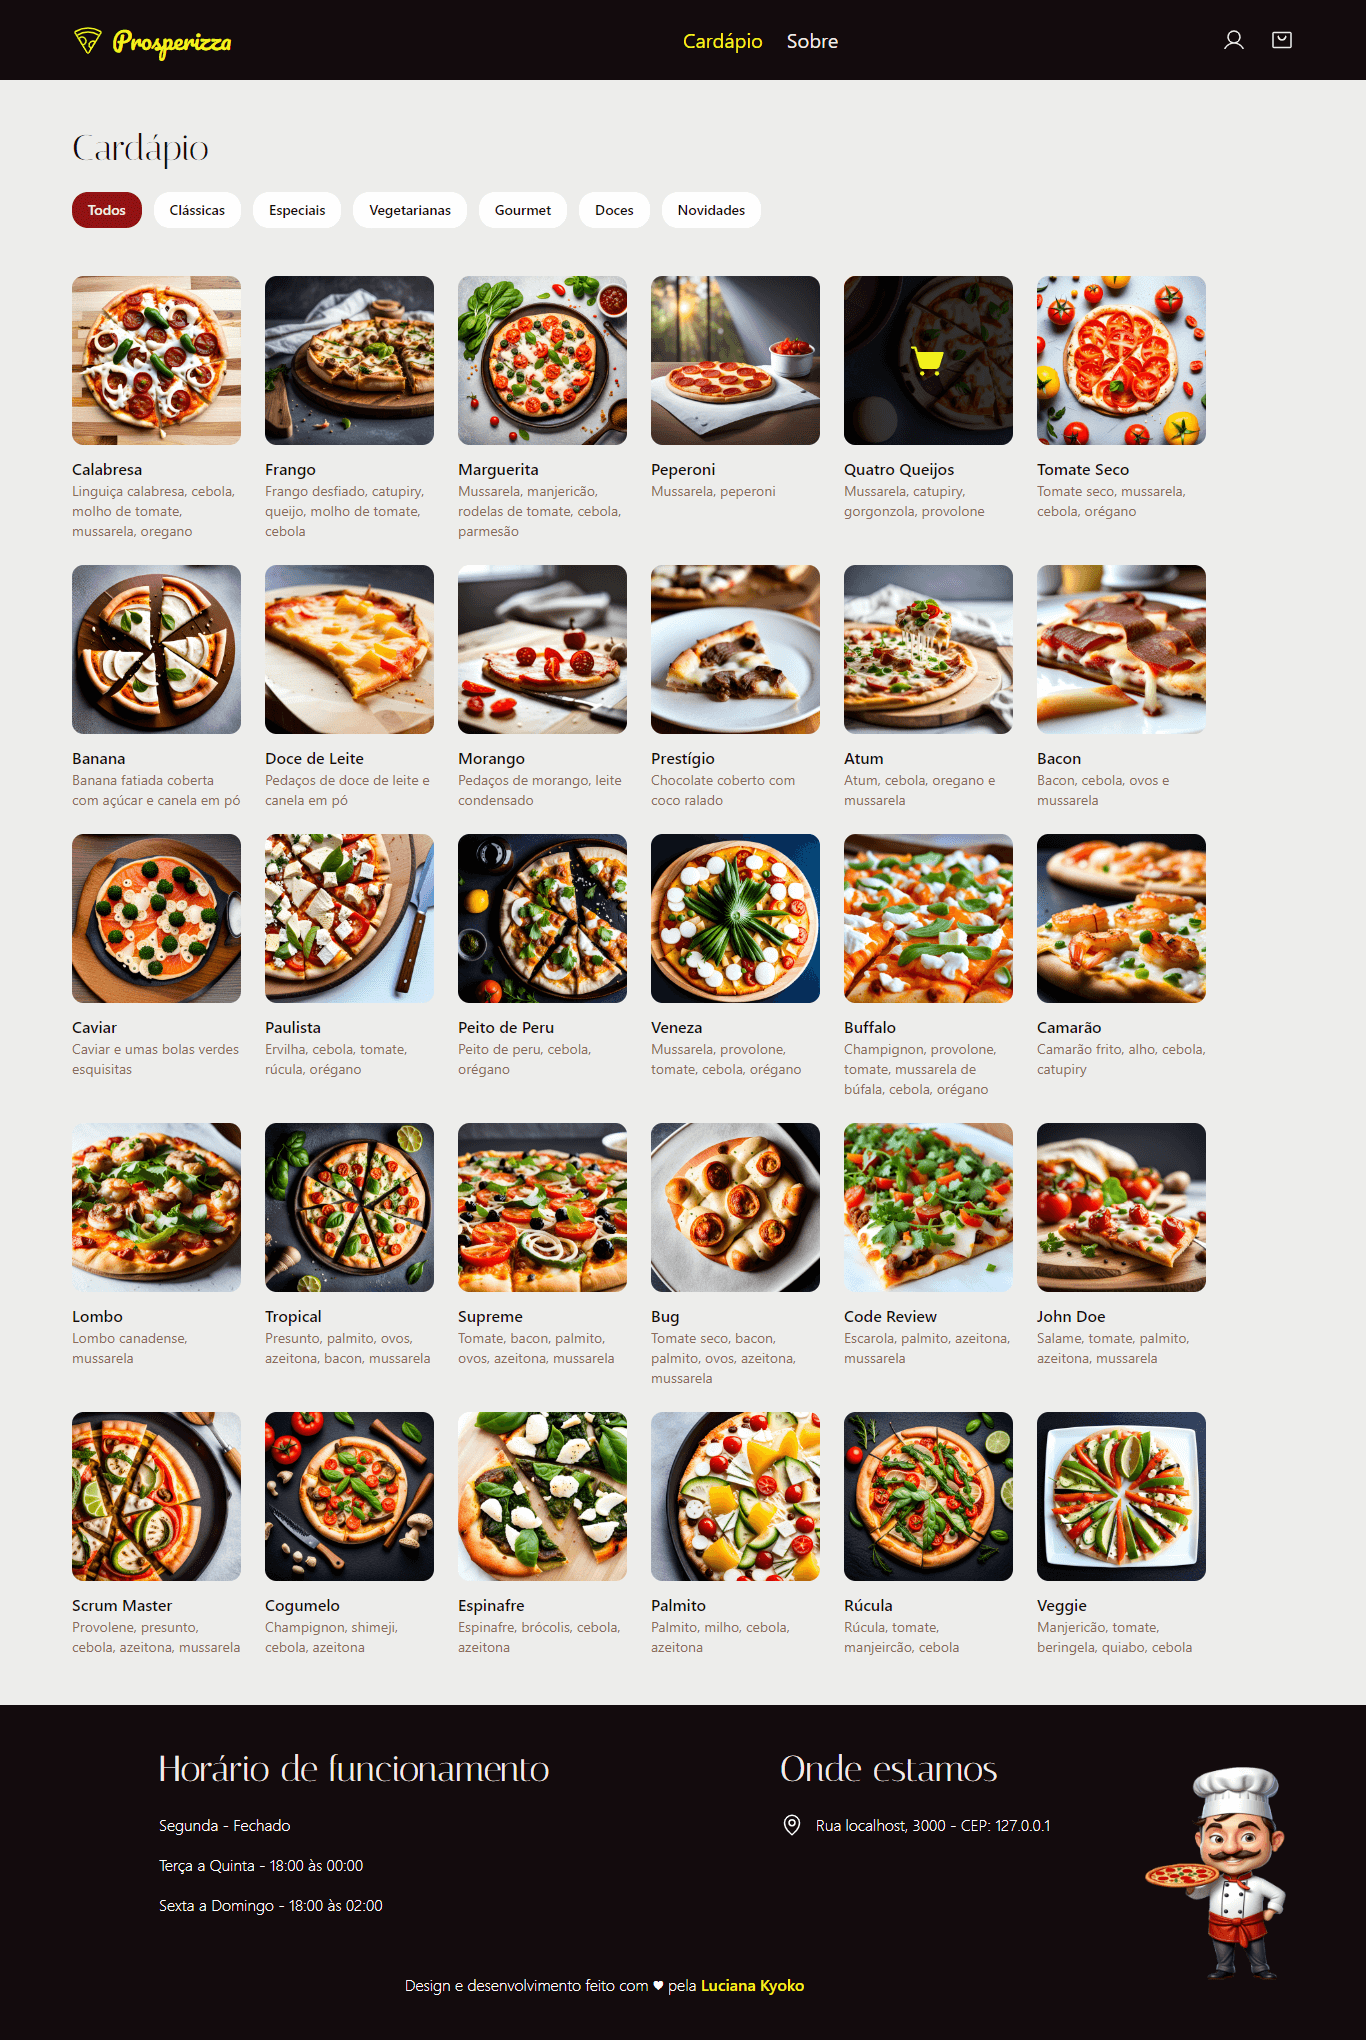 Prosperizza
Cardápio Sobre
Cardápio
Todos Clássicas Especiais Vegetarianas Gourmet Doces Novidades
Calabresa
Linguiça calabresa, cebola,
molho de tomate,
mussarela, oregano
Frango
Frango desfiado, catupiry,
queijo, molho de tomate,
cebola
Marguerita
Mussarela, manjericão,
rodelas de tomate, cebola,
parmesão
Peperoni
Mussarela, peperoni
Quatro Queijos
Mussarela, catupiry,
gorgonzola, provolone
Tomate Seco
Tomate seco, mussarela,
cebola, orégano
Banana
Banana fatiada coberta
com açúcar e canela em pó
Doce de Leite
Pedaços de doce de leite e
canela em pó
Morango
Pedaços de morango, leite
condensado
Prestígio
Chocolate coberto com
coco ralado
Atum
Atum, cebola, oregano e
mussarela
Bacon
Bacon, cebola, ovos e
mussarela
Caviar
Caviar e umas bolas verdes
esquisitas
Paulista
Ervilha, cebola, tomate,
rúcula, orégano
Peito de Peru
Peito de peru, cebola,
orégano
Veneza
Mussarela, provolone,
tomate, cebola, orégano
Buffalo
Champignon, provolone,
tomate, mussarela de
búfala, cebola, orégano
Camarão
Camarão frito, alho, cebola,
catupiry
Lombo
Lombo canadense,
mussarela
Tropical
Presunto, palmito, ovos,
azeitona, bacon, mussarela
Supreme
Tomate, bacon, palmito,
ovos, azeitona, mussarela
Bug
Tomate seco, bacon,
palmito, ovos, azeitona,
mussarela
Code Review
Escarola, palmito, azeitona,
mussarela
John Doe
Salame, tomate, palmito,
azeitona, mussarela
Scrum Master
Provolene, presunto,
cebola, azeitona, mussarela
Cogumelo
Champignon, shimeji,
cebola, azeitona
Espinafre
Espinafre, brócolis, cebola,
azeitona
Palmito
Palmito, milho, cebola,
azeitona
Rúcula
Rúcula, tomate,
manjeircão, cebola
Veggie
Manjericão, tomate,
beringela, quiabo, cebola
Horário de funcionamento
Segunda - Fechado
Terça a Quinta - 18:00 às 00:00
Sexta a Domingo - 18:00 às 02:00
Onde estamos
Rua localhost, 3000 - CEP: 127.0.0.1
Design e desenvolvimento feito com ♥ pela Luciana Kyoko